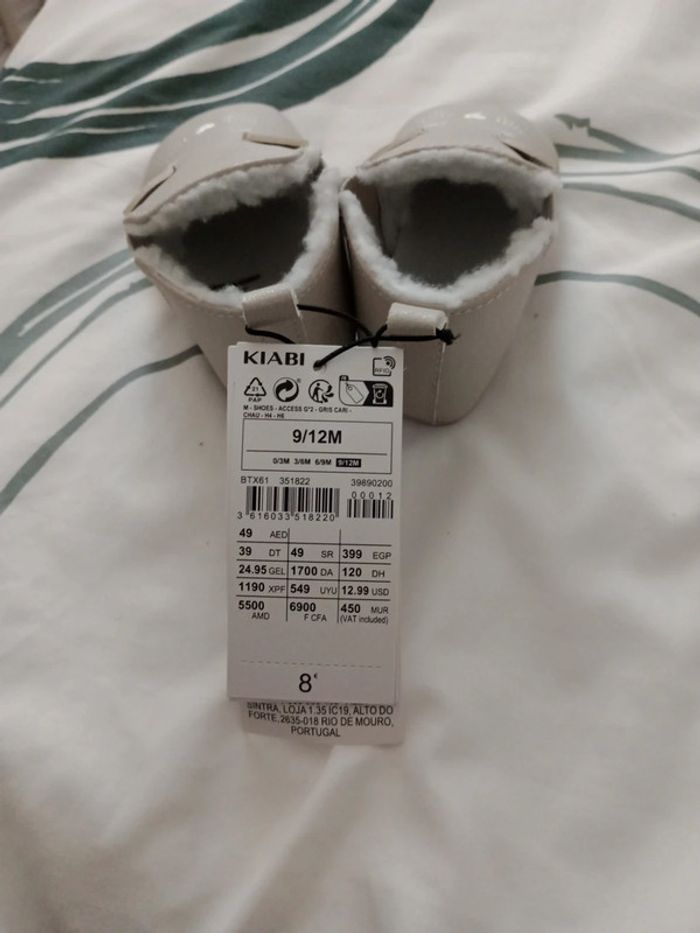 KIABI
RFID
21
PAP
M - SHOES - ACCESS G*2 - GRIS CARI -
CHAU - H4 - H6
9/12M
0/3M 3/6M 6/9M 9/12M
BTX61 351822 39890200
00012
3 616033 518220
49 AED
39 DT 49 SR 399 EGP
24.95 GEL 1700 DA 120 DH
1190 XPF 549 UYU 12.99 USD
5500 AMD 6900 F CFA 450 MUR
(VAT included)
8€
SINTRA, LOJA 1.35 IC19, ALTO DO
FORTE, 2635-018 RIO DE MOURO,
PORTUGAL